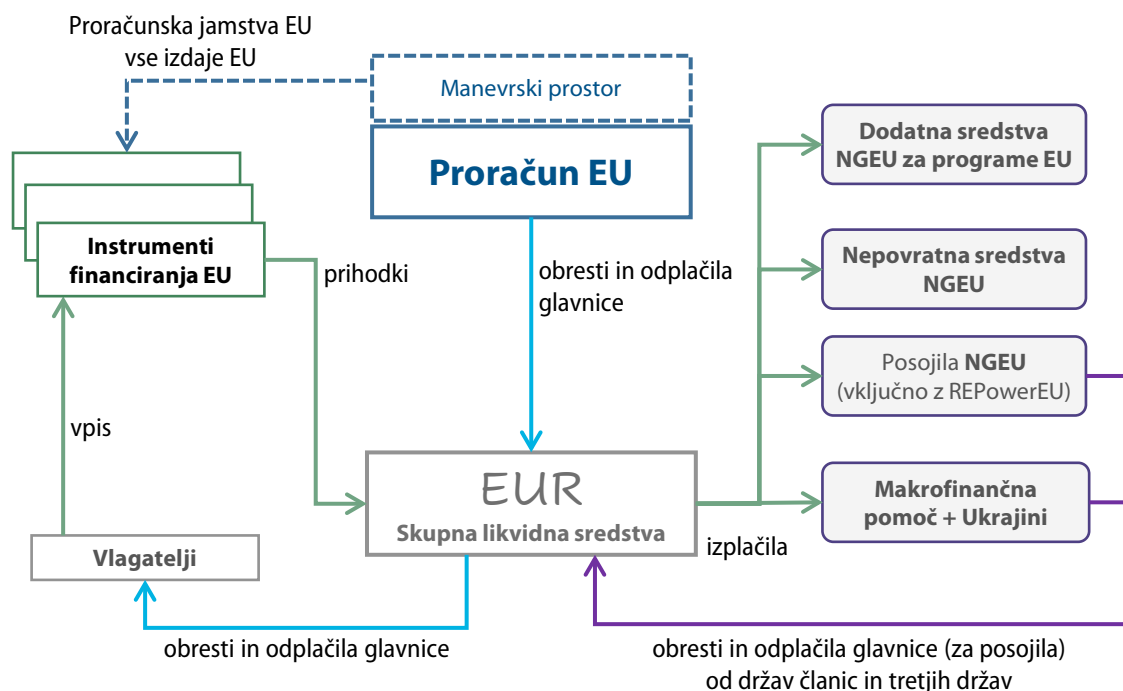 Proračunska jamstva EU
vse izdaje EU
Manevrski prostor
Proračun EU
Instrumenti
financiranja EU
prihodki
obresti in odplačila
glavnice
Dodatna sredstva
NGEU za programe EU
Nepovratna sredstva
NGEU
Posojila NGEU
(vključno z REPowerEU)
Makrofinančna
pomoč + Ukrajini
vpis
EUR
Skupna likvidna sredstva
izplačila
Vlagatelji
obresti in odplačila glavnice
obresti in odplačila glavnice (za posojila)
od držav članic in tretjih držav